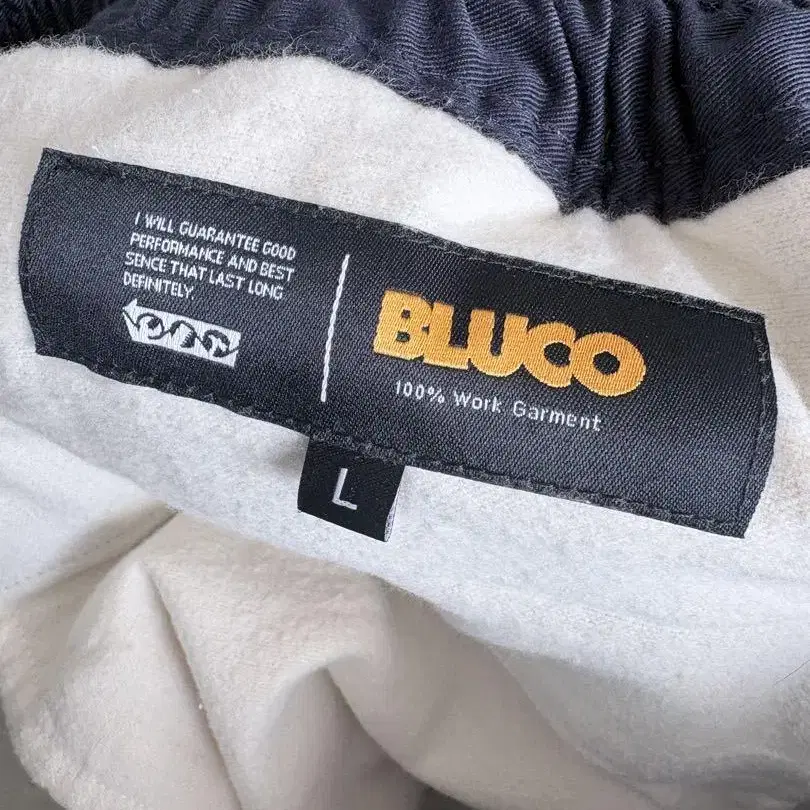 I WILL GUARANTEE GOOD
PERFORMANCE AND BEST
SENCE THAT LAST LONG
DEFINITELY.
BLUCO
100% Work Garment
L